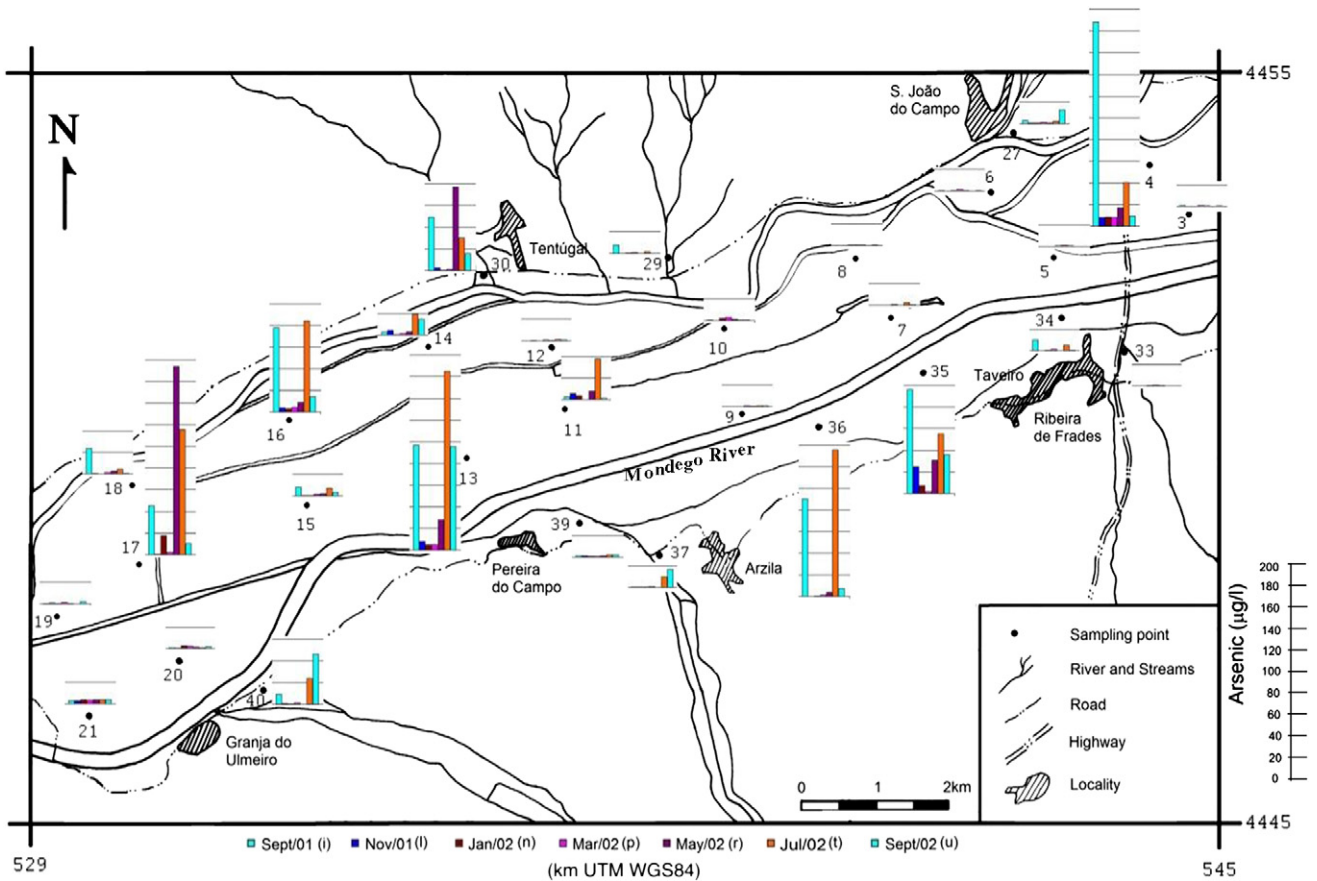 4455
N
S. João
do Campo
27
6
4
3
Tentúgal
30
29
8
5
14
12
10
7
34
33
35
Taveiro
Ribeira
de Frades
16
11
9
36
Mondego River
13
18
15
17
39
37
Arzila
Pereira
do Campo
19
20
40
21
Granja do
Ulmeiro
Arsenic (µg/l)
200
180
160
140
120
100
80
60
40
20
0
Sampling point
River and Streams
Road
Highway
Locality
0 1 2km
4445
Sept/01 (i) Nov/01(l) Jan/02 (n) Mar/02 (p) May/02 (r) Jul/02 (t) Sept/02 (u)
529 (km UTM WGS84) 545